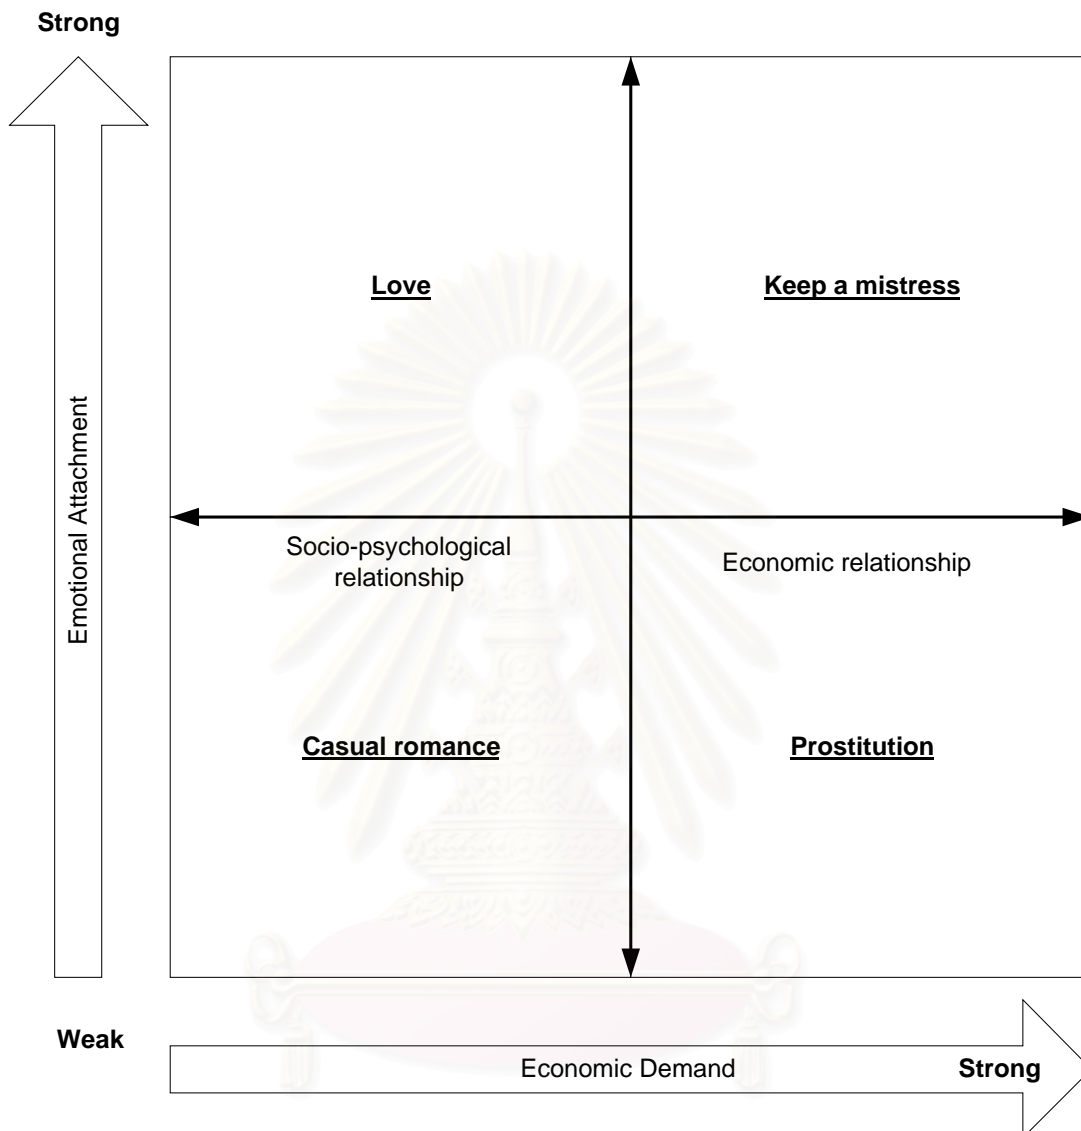 Strong
Love
Keep a mistress
Emotional Attachment
Socio-psychological
relationship
Economic relationship
Casual romance
Prostitution
Weak
Economic Demand
Strong